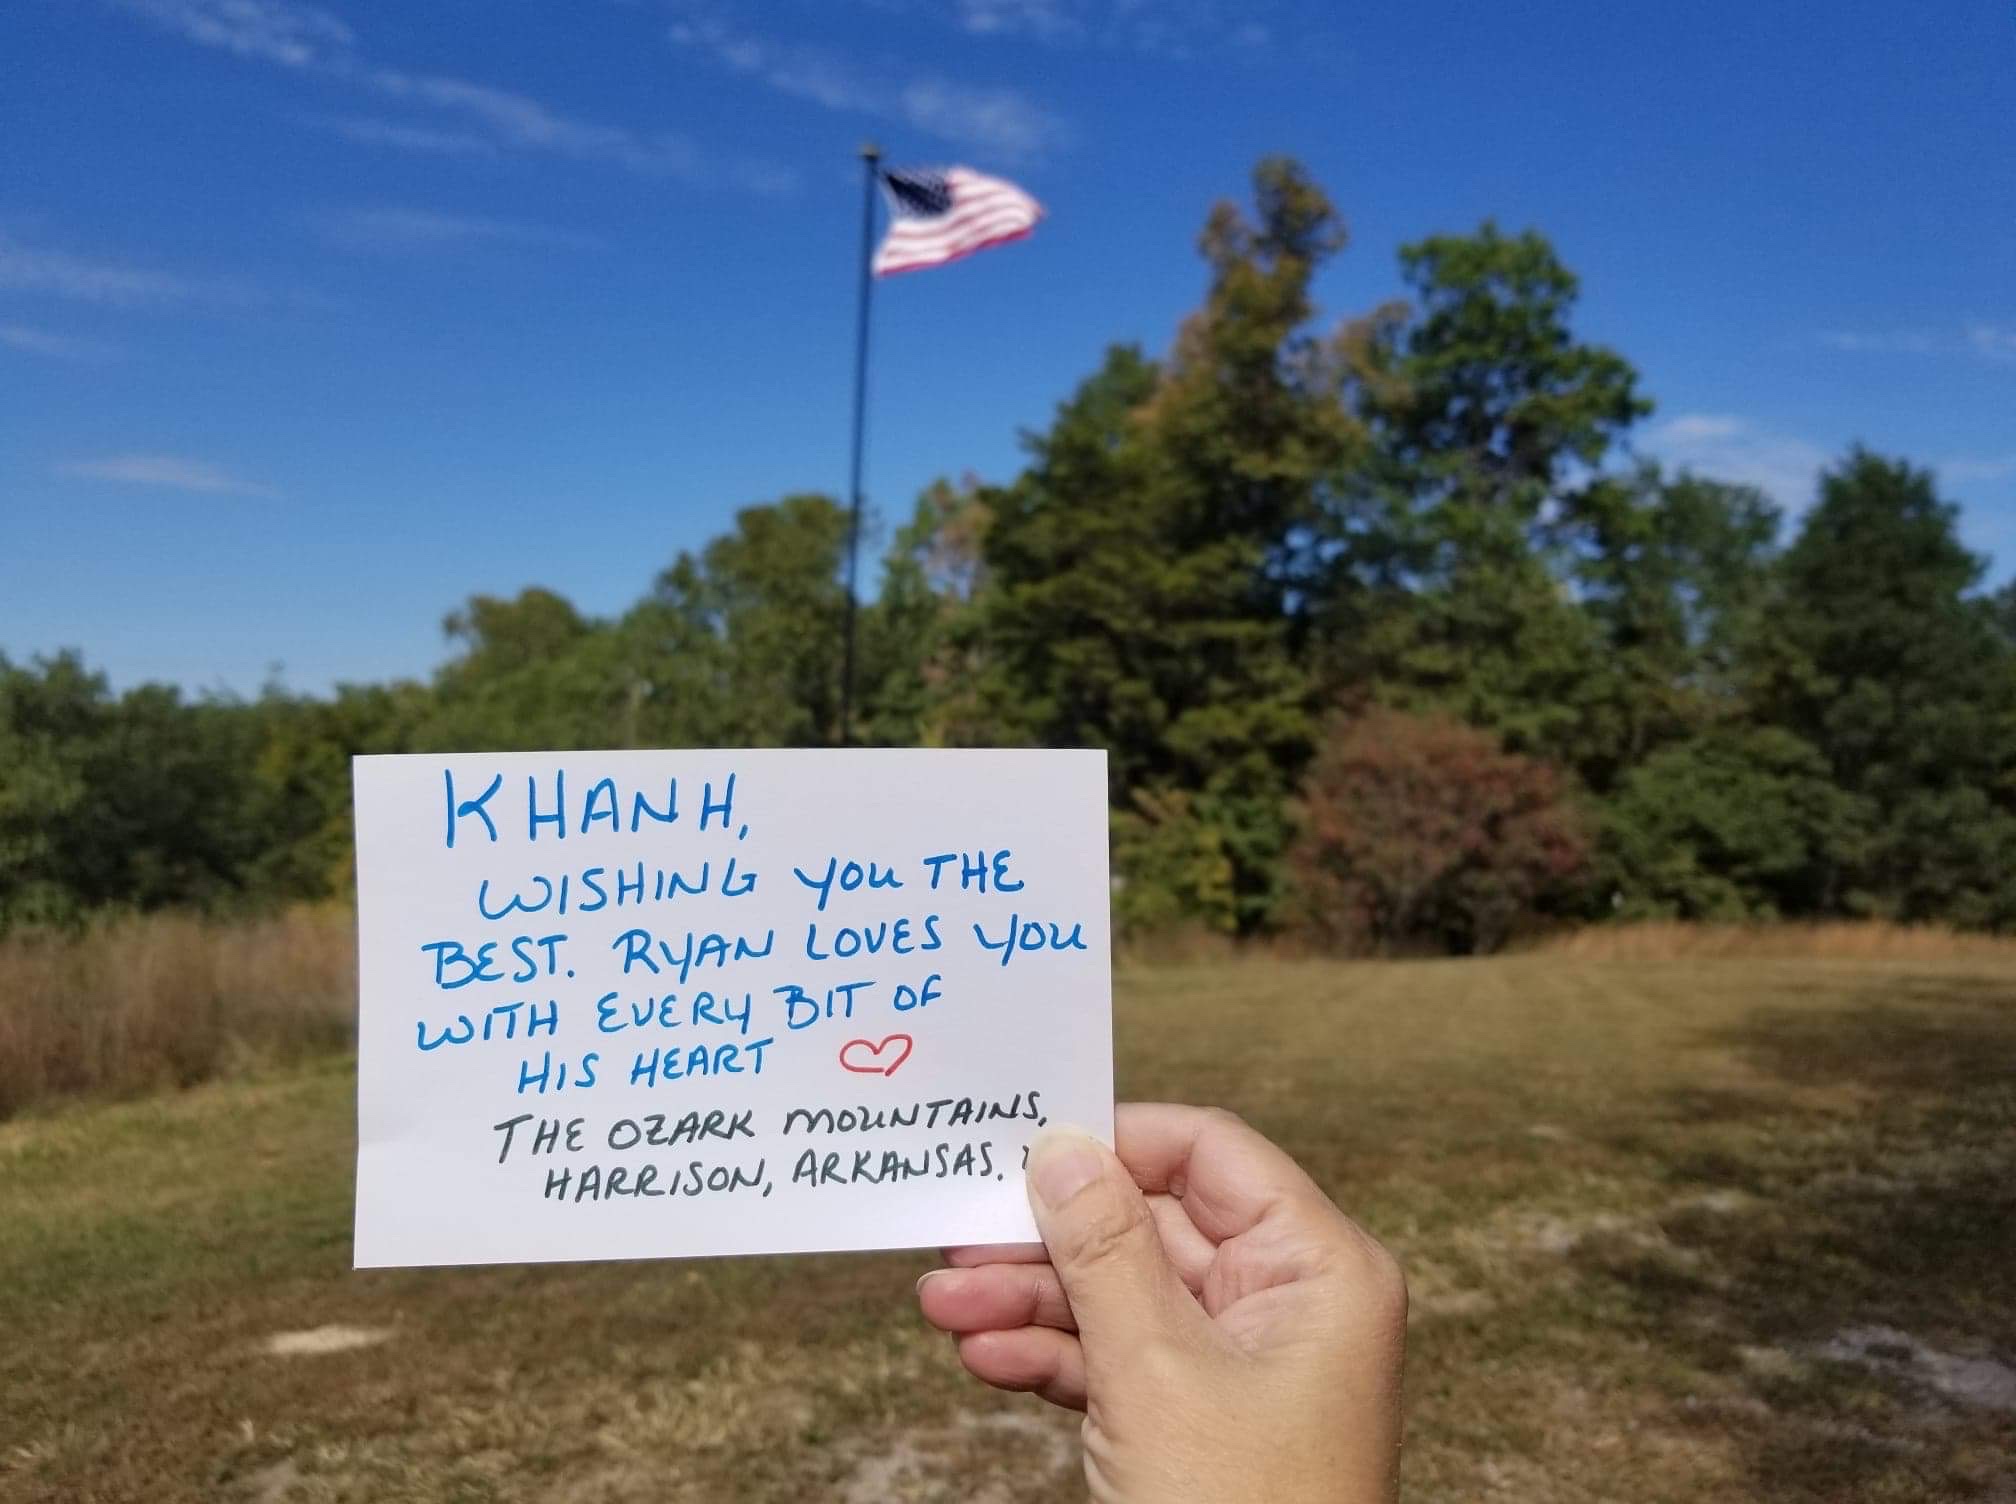 KHANH,
WISHING YOU THE
BEST. RYAN LOVES YOU
WITH EVERY BIT OF
HIS HEART
THE OZARK MOUNTAINS,
HARRISON, ARKANSAS.